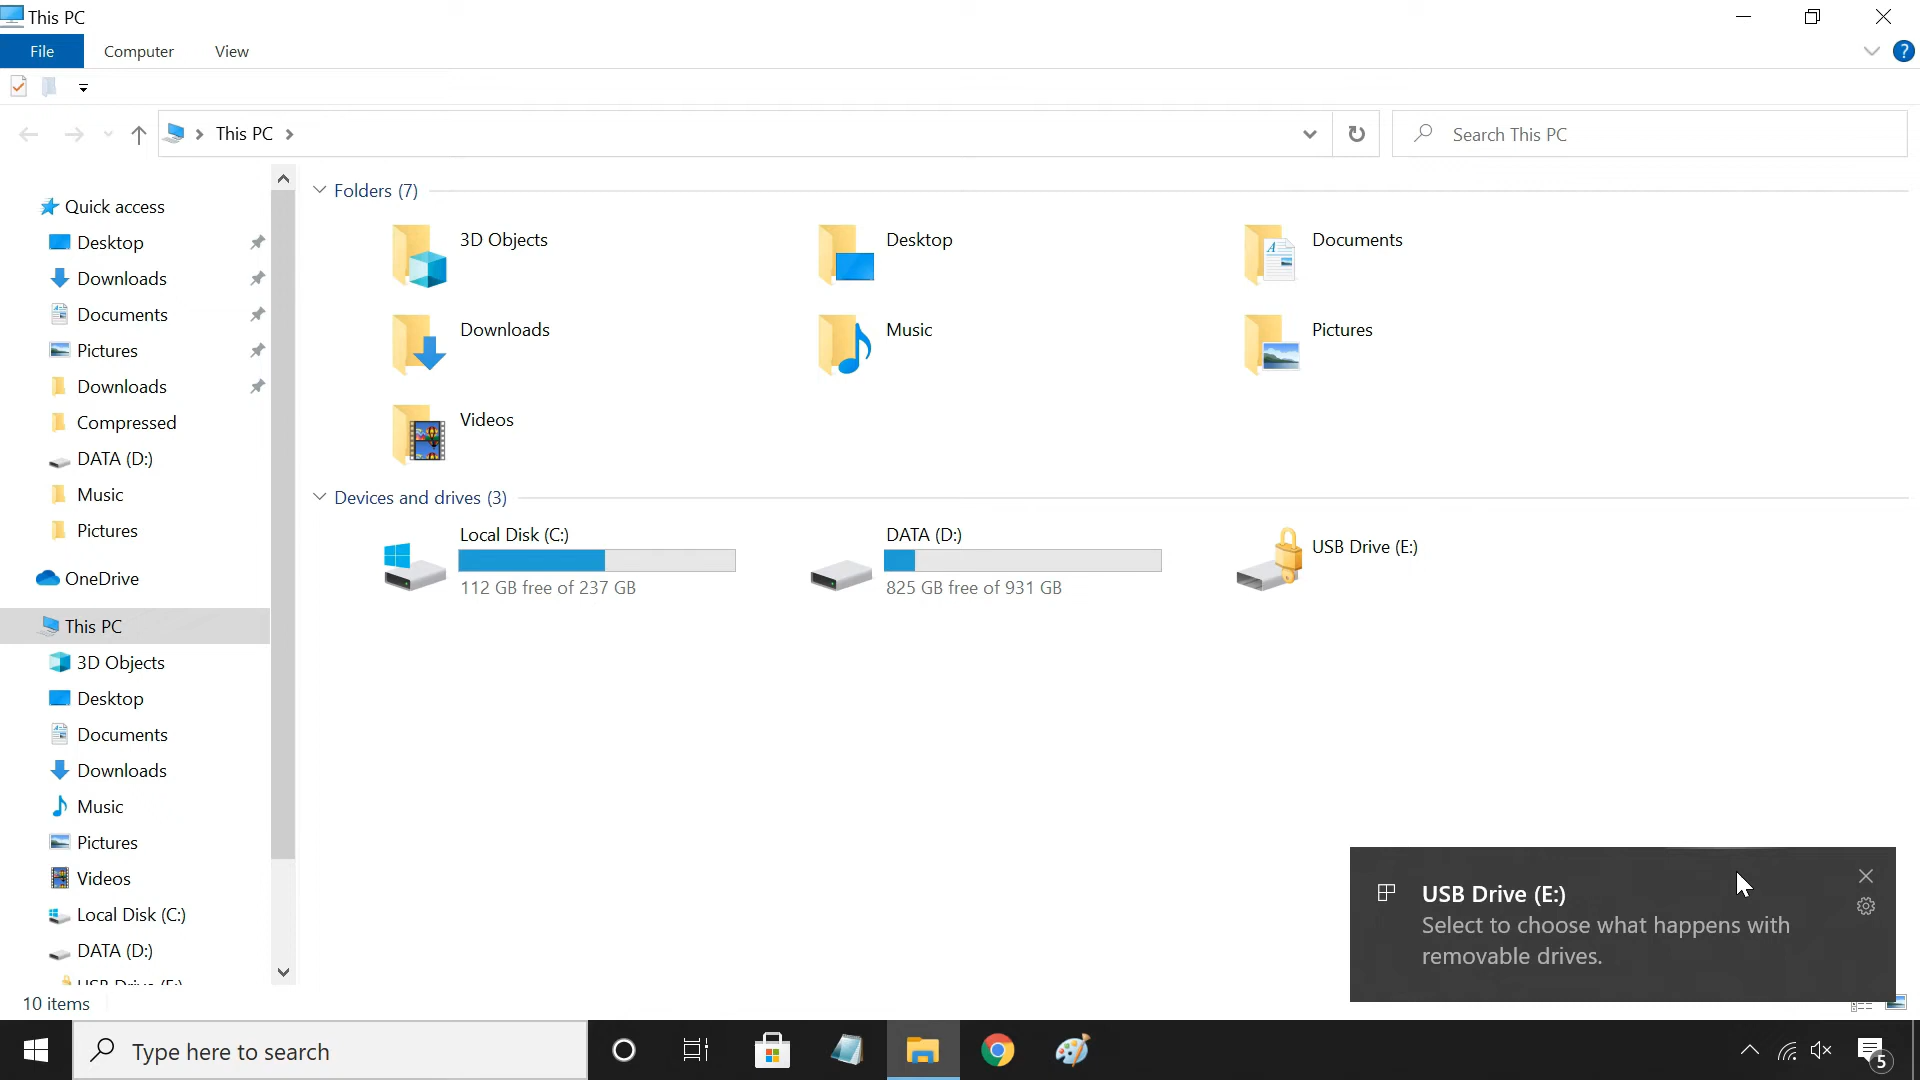 This PC
File
Computer
View
?
This PC
Search This PC
Quick access
Desktop
Downloads
Documents
Pictures
Downloads
Compressed
DATA (D:)
Music
Pictures
OneDrive
This PC
3D Objects
Desktop
Documents
Downloads
Music
Pictures
Videos
Local Disk (C:)
DATA (D:)
USB Drive (E:)
Folders (7)
3D Objects
Desktop
Documents
Downloads
Music
Pictures
Videos
Devices and drives (3)
Local Disk (C:)
112 GB free of 237 GB
DATA (D:)
825 GB free of 931 GB
USB Drive (E:)
USB Drive (E:)
Select to choose what happens with
removable drives.
10 items
Type here to search
5